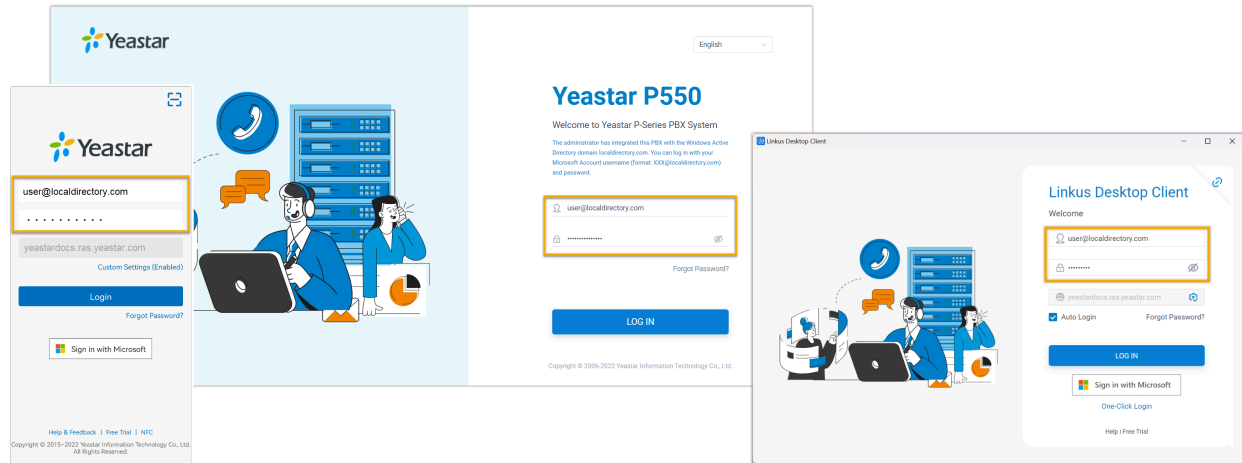 Yeastar
English
Yeastar P550
Welcome to Yeastar P-Series PBX System
The administrator has integrated this PBX with the Windows Active
Directory domain localdirectory.com. You can log in with your
Microsoft Account username (format: XXX@localdirectory.com)
and password.
user@localdirectory.com
Forgot Password?
LOG IN
Copyright © 2006-2022 Yeastar Information Technology Co., Ltd.
Yeastar
user@localdirectory.com
yeastardocs.ras.yeastar.com
Custom Settings (Enabled)
Login
Forgot Password?
Sign in with Microsoft
Help & Feedback | Free Trial | NFC
Copyright © 2015-2022 Yeastar Information Technology Co., Ltd.
All Rights Reserved.
Linkus Desktop Client
Linkus Desktop Client
Welcome
user@localdirectory.com
yeastardocs.ras.yeastar.com
Auto Login Forgot Password?
LOG IN
Sign in with Microsoft
One-Click Login
Help | Free Trial